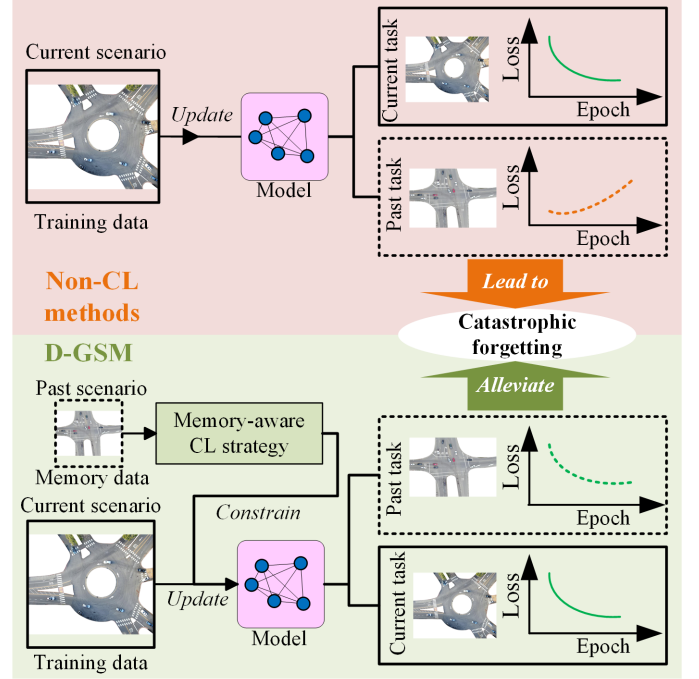 Current scenario
Training data
Update
Model
Current task
Loss
Epoch
Past task
Loss
Epoch
Non-CL
methods
Lead to
Catastrophic
forgetting
Alleviate
D-GSM
Past scenario
Memory data
Memory-aware
CL strategy
Constrain
Current scenario
Training data
Update
Model
Past task
Loss
Epoch
Current task
Loss
Epoch